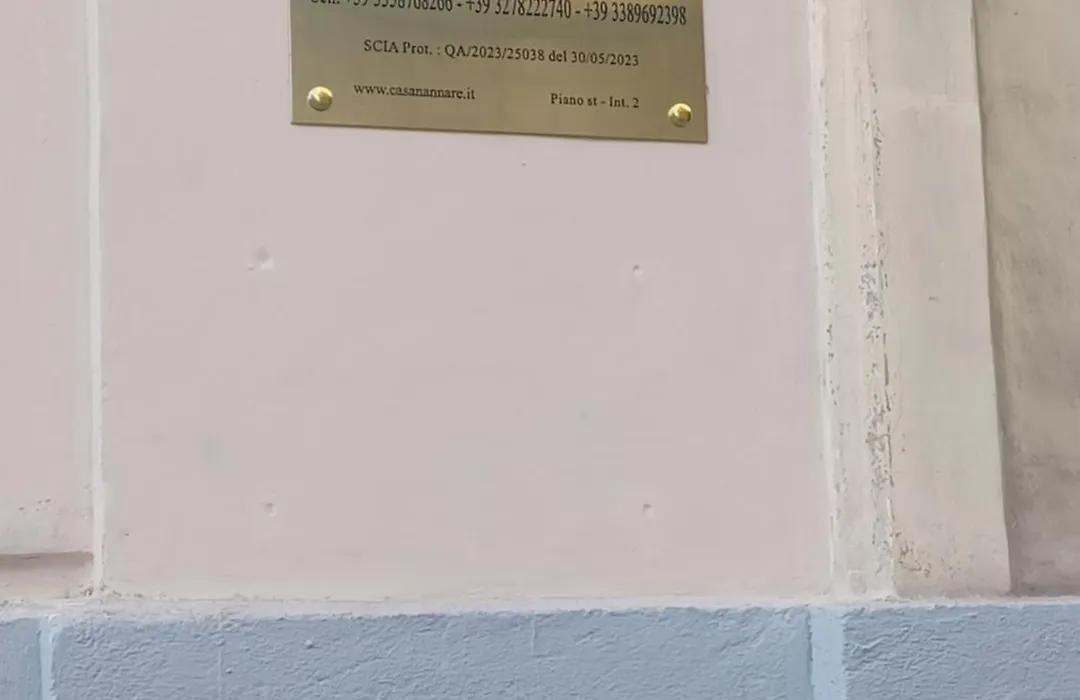 +39 3278222740 - +39 3389692398
SCIA Prot. : QA/2023/25038 del 30/05/2023
www.casanannare.it
Piano st - Int. 2